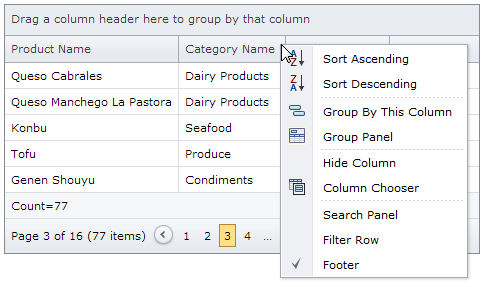 Drag a column header here to group by that column
Product Name Category Name
Queso Cabrales Dairy Products
Queso Manchego La Pastora Dairy Products
Konbu Seafood
Tofu Produce
Genen Shouyu Condiments
Count=77
Page 3 of 16 (77 items) 1 2 3 4 ...
Sort Ascending
Sort Descending
Group By This Column
Group Panel
Hide Column
Column Chooser
Search Panel
Filter Row
Footer